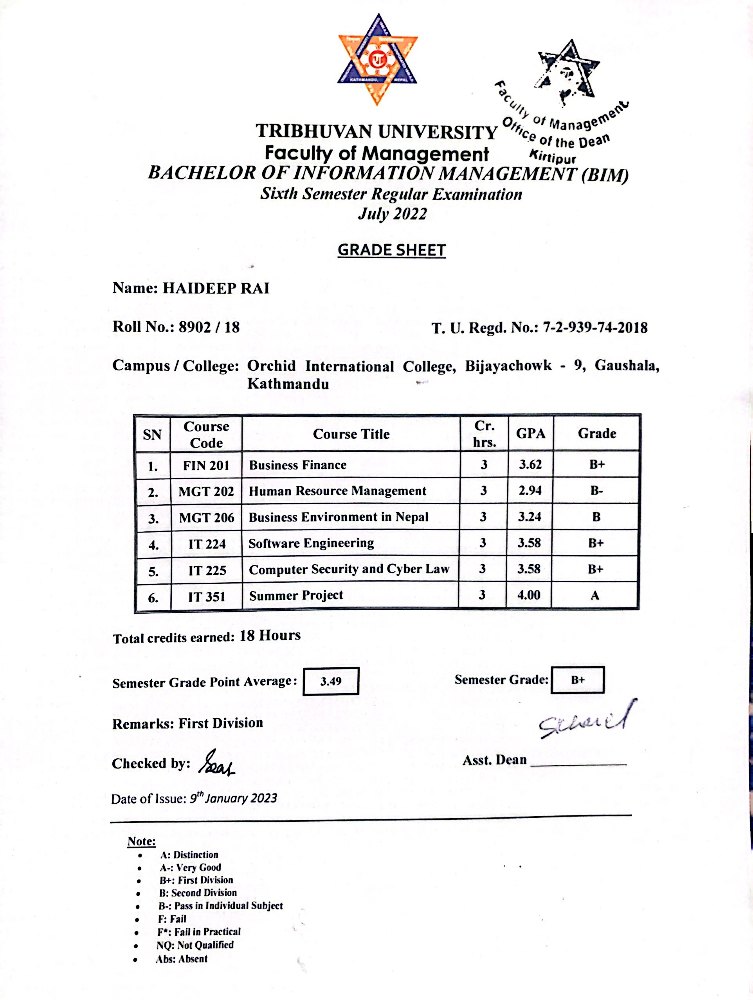 KATHMANDU, NEPAL
Faculty of Management
Office of the Dean
Kirtipur
TRIBHUVAN UNIVERSITY
Faculty of Management
BACHELOR OF INFORMATION MANAGEMENT (BIM)
Sixth Semester Regular Examination
July 2022
GRADE SHEET
Name: HAIDEEP RAI
Roll No.: 8902 / 18 T. U. Regd. No.: 7-2-939-74-2018
Campus / College: Orchid International College, Bijayachowk - 9, Gaushala,
Kathmandu
SN Course Code Course Title Cr. hrs. GPA Grade
1. FIN 201 Business Finance 3 3.62 B+
2. MGT 202 Human Resource Management 3 2.94 B-
3. MGT 206 Business Environment in Nepal 3 3.24 B
4. IT 224 Software Engineering 3 3.58 B+
5. IT 225 Computer Security and Cyber Law 3 3.58 B+
6. IT 351 Summer Project 3 4.00 A
Total credits earned: 18 Hours
Semester Grade Point Average: 3.49 Semester Grade: B+
Remarks: First Division
Checked by: Asst. Dean
Date of Issue: 9th January 2023
Note:
• A: Distinction
• A-: Very Good
• B+: First Division
• B: Second Division
• B-: Pass in Individual Subject
• F: Fail
• F*: Fail in Practical
• NQ: Not Qualified
• Abs: Absent